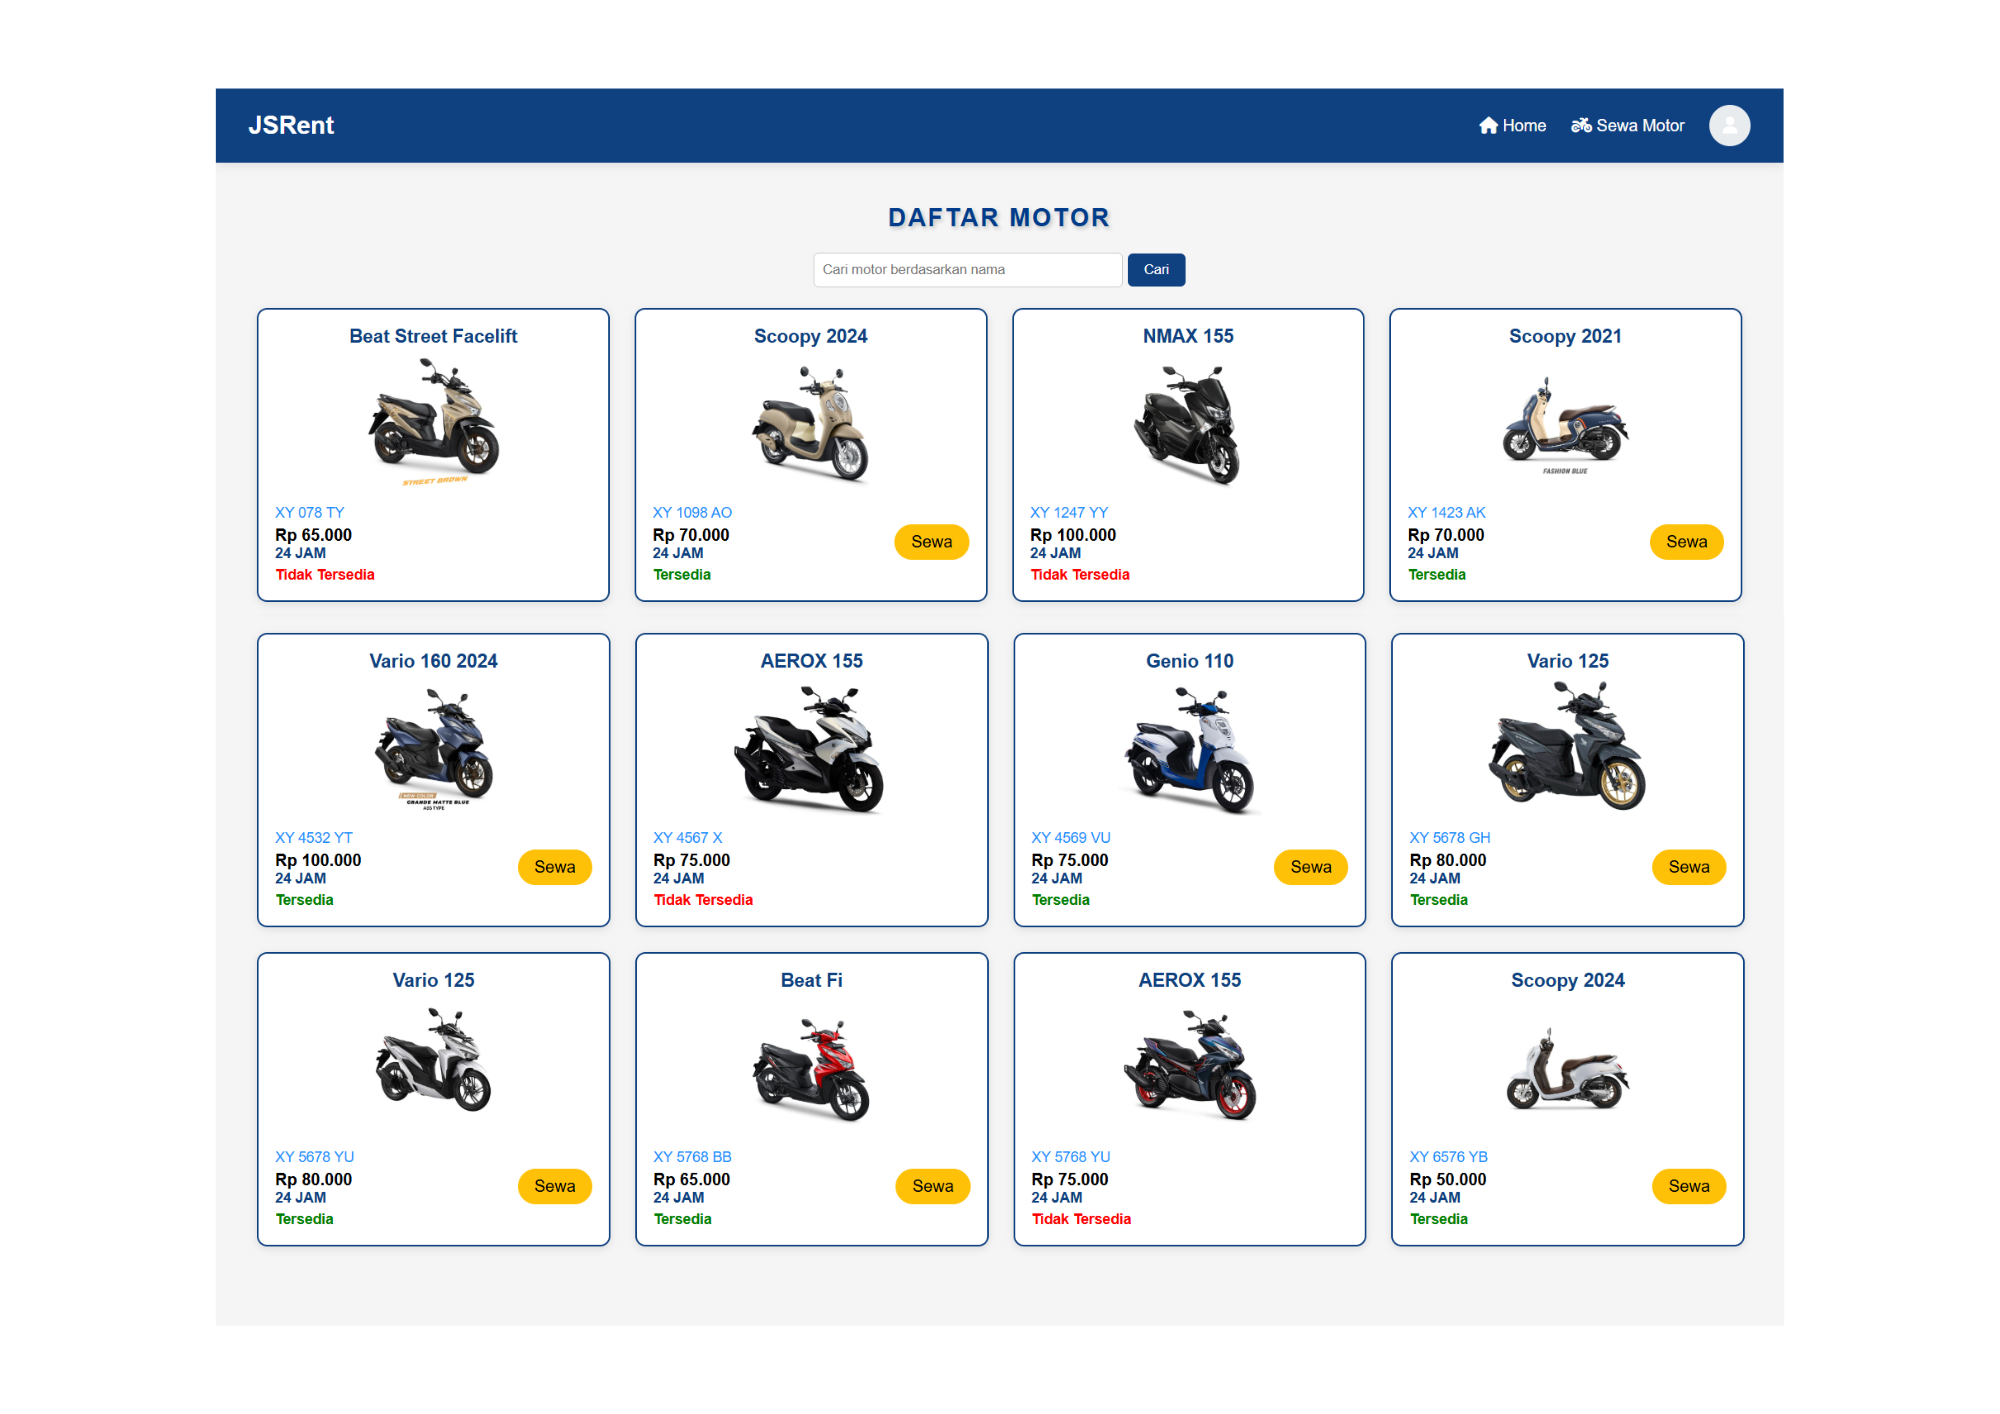 JSRent
Home
Sewa Motor
DAFTAR MOTOR
Cari motor berdasarkan nama
Cari
Beat Street Facelift
STREET BROWN
XY 078 TY
Rp 65.000
24 JAM
Tidak Tersedia
Scoopy 2024
XY 1098 AO
Rp 70.000
24 JAM
Tersedia
Sewa
NMAX 155
XY 1247 YY
Rp 100.000
24 JAM
Tidak Tersedia
Scoopy 2021
FASHION BLUE
XY 1423 AK
Rp 70.000
24 JAM
Tersedia
Sewa
Vario 160 2024
NEW COLOR
GRANDE MATTE BLUE
ABS TYPE
XY 4532 YT
Rp 100.000
24 JAM
Tersedia
Sewa
AEROX 155
XY 4567 X
Rp 75.000
24 JAM
Tidak Tersedia
Genio 110
XY 4569 VU
Rp 75.000
24 JAM
Tersedia
Sewa
Vario 125
XY 5678 GH
Rp 80.000
24 JAM
Tersedia
Sewa
Vario 125
XY 5678 YU
Rp 80.000
24 JAM
Tersedia
Sewa
Beat Fi
XY 5768 BB
Rp 65.000
24 JAM
Tersedia
Sewa
AEROX 155
XY 5768 YU
Rp 75.000
24 JAM
Tidak Tersedia
Scoopy 2024
XY 6576 YB
Rp 50.000
24 JAM
Tersedia
Sewa